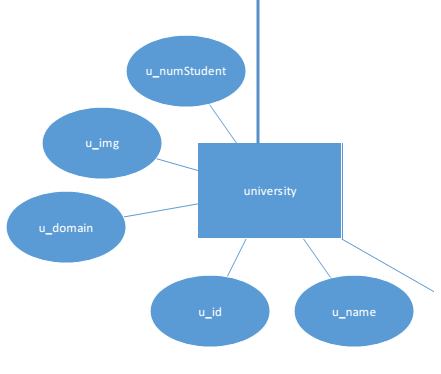 u_numStudent
u_img
university
u_domain
u_id
u_name